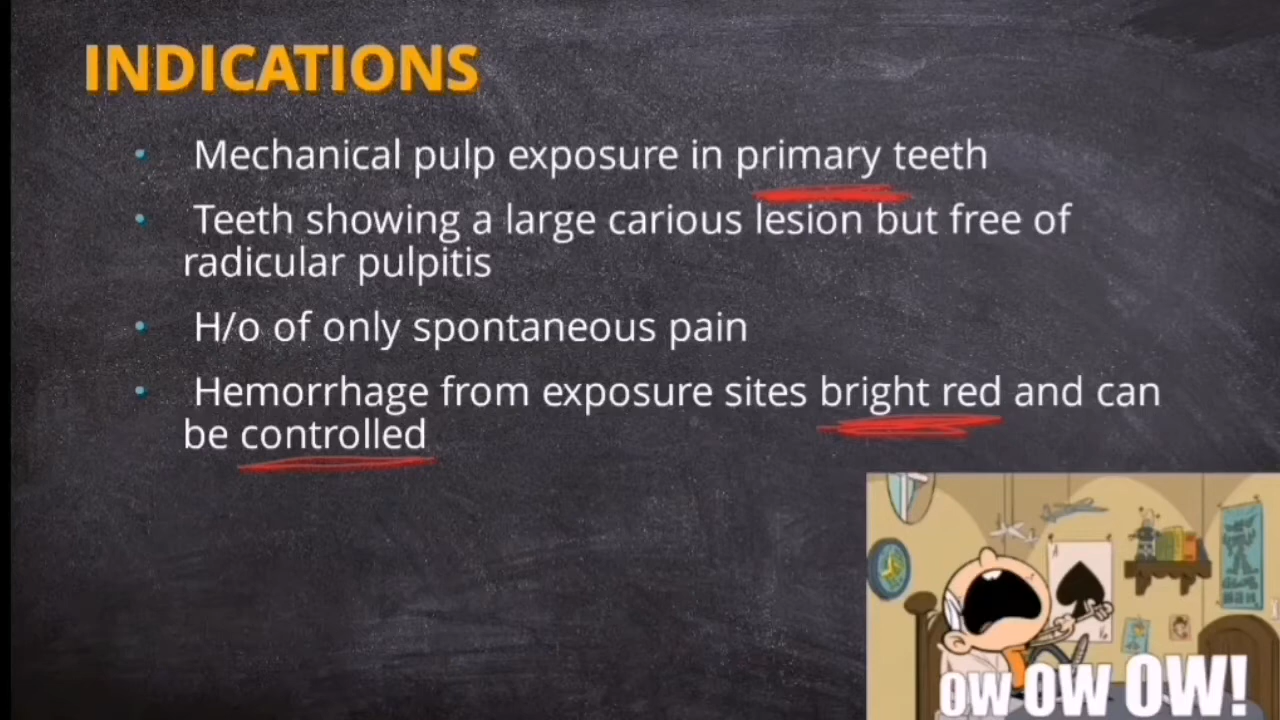 INDICATIONS
• Mechanical pulp exposure in primary teeth
• Teeth showing a large carious lesion but free of
radicular pulpitis
• H/o of only spontaneous pain
• Hemorrhage from exposure sites bright red and can
be controlled
OW OW OW!